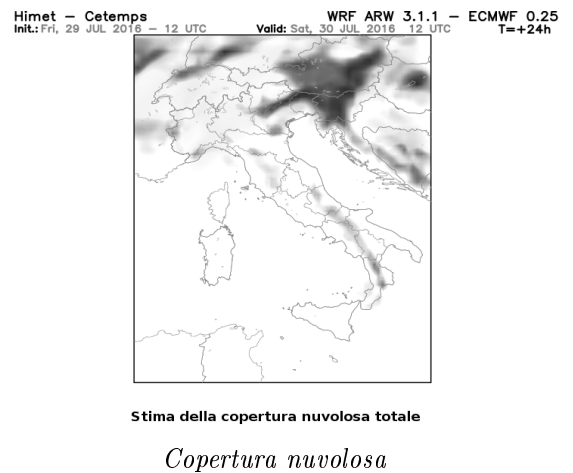 Himet – Cetemps WRF ARW 3.1.1 – ECMWF 0.25
Init.: Fri, 29 JUL 2016 – 12 UTC Valid: Sat, 30 JUL 2016 12 UTC T=+24h
Stima della copertura nuvolosa totale
Copertura nuvolosa